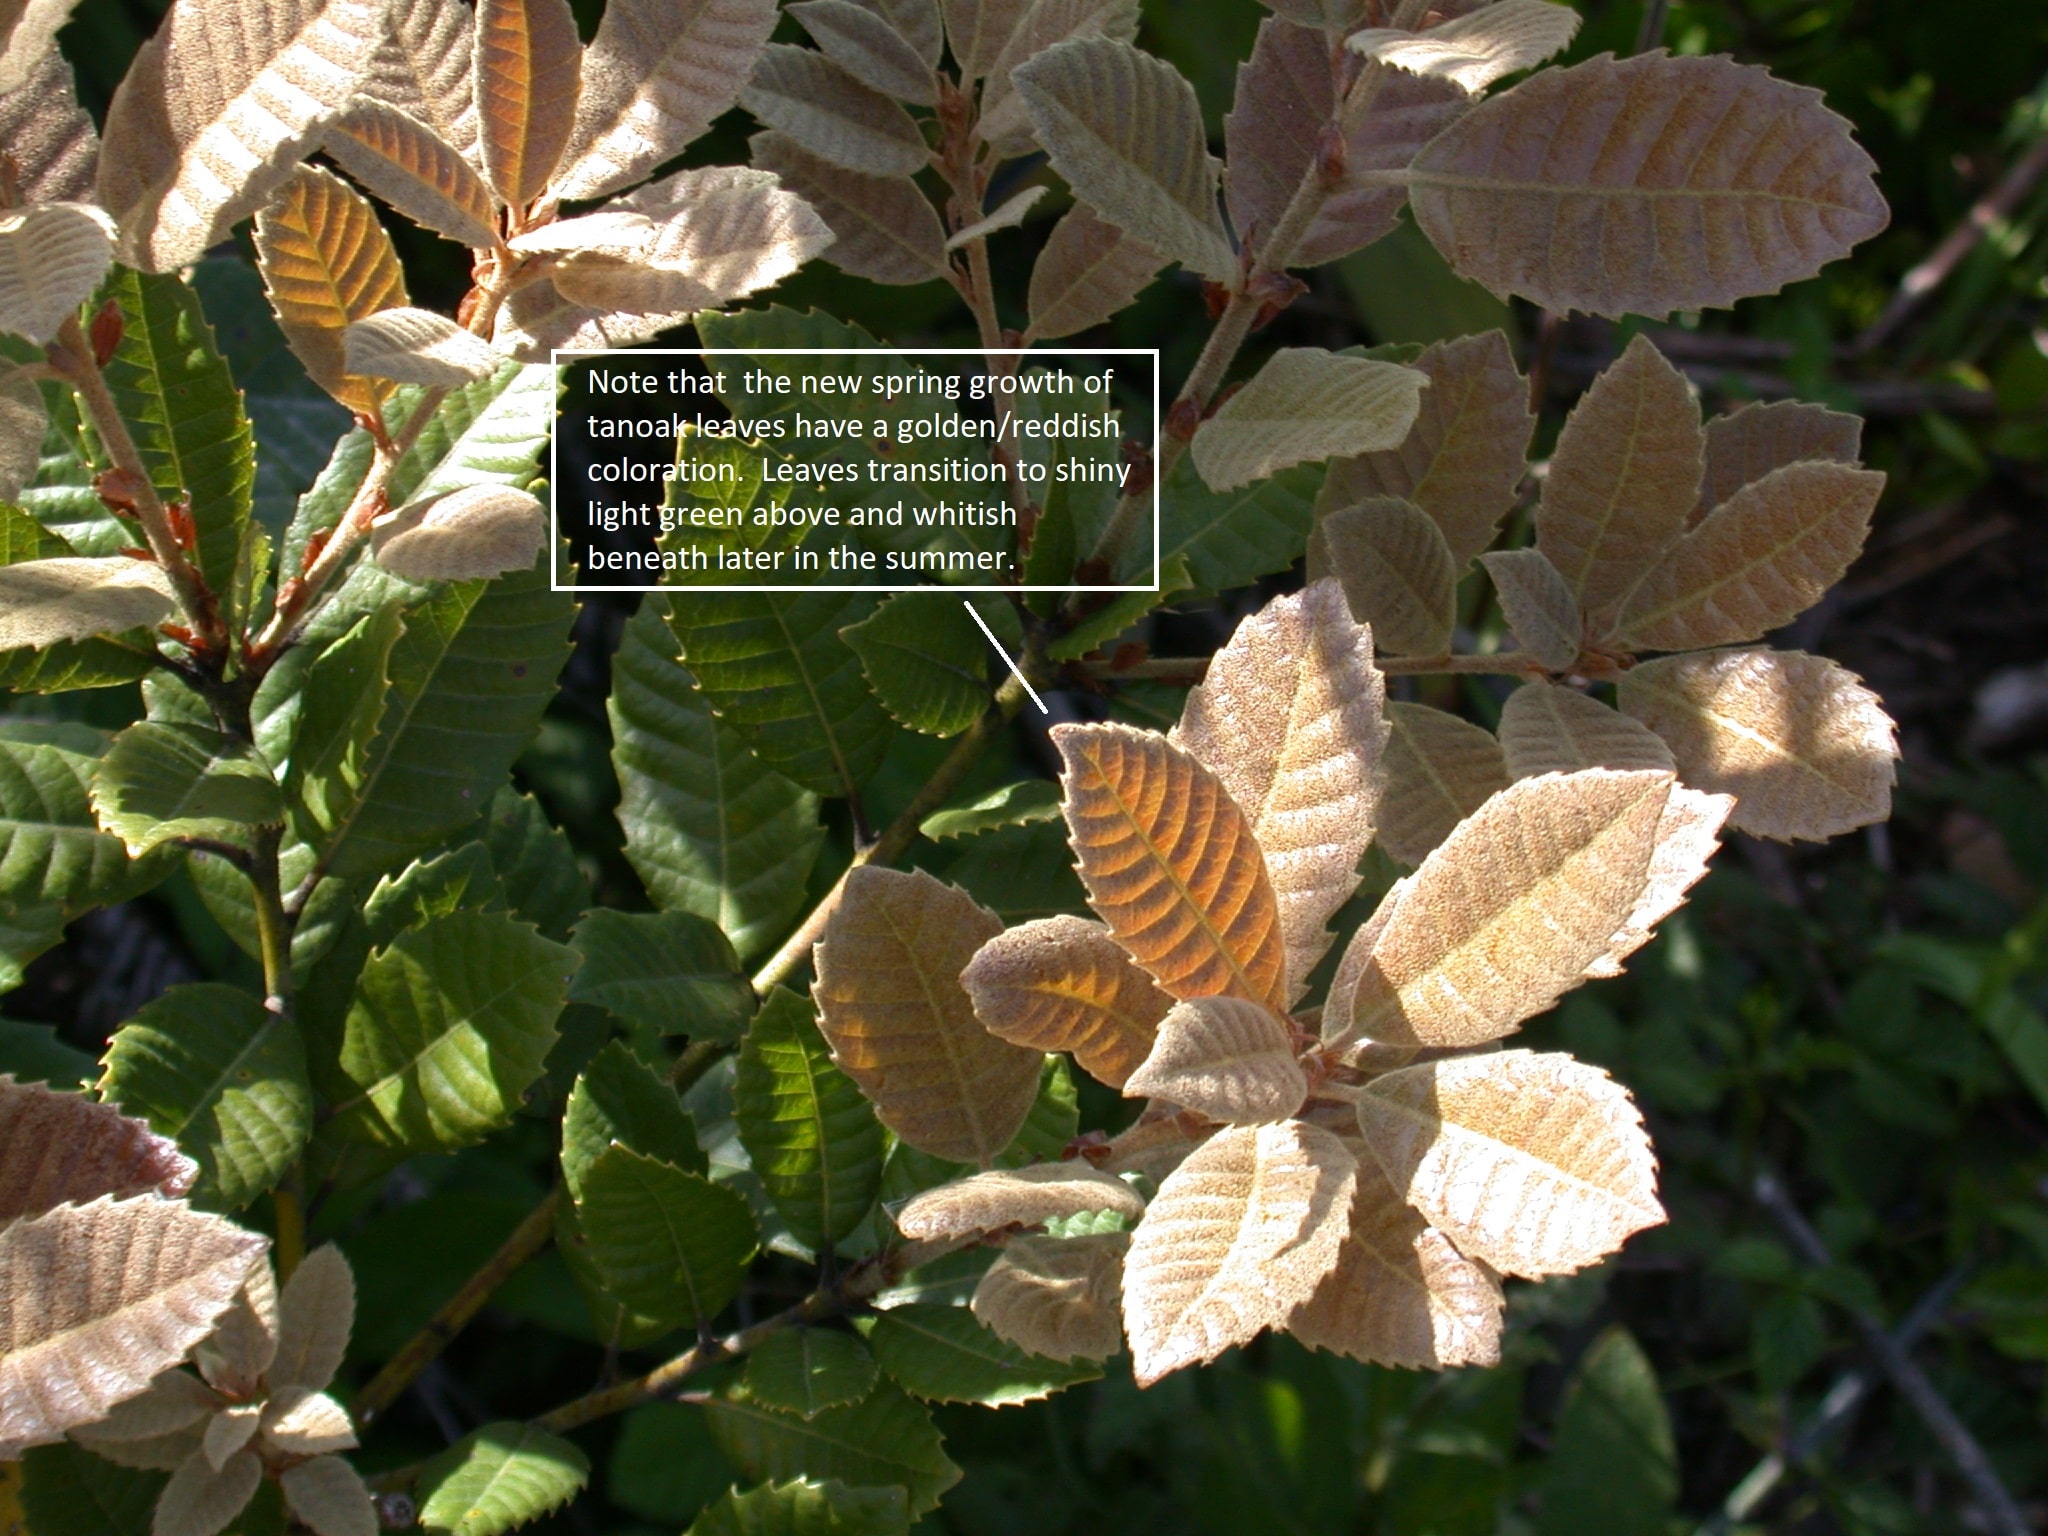 Note that  the new spring growth of
tanoak leaves have a golden/reddish
coloration.  Leaves transition to shiny
light green above and whitish
beneath later in the summer.